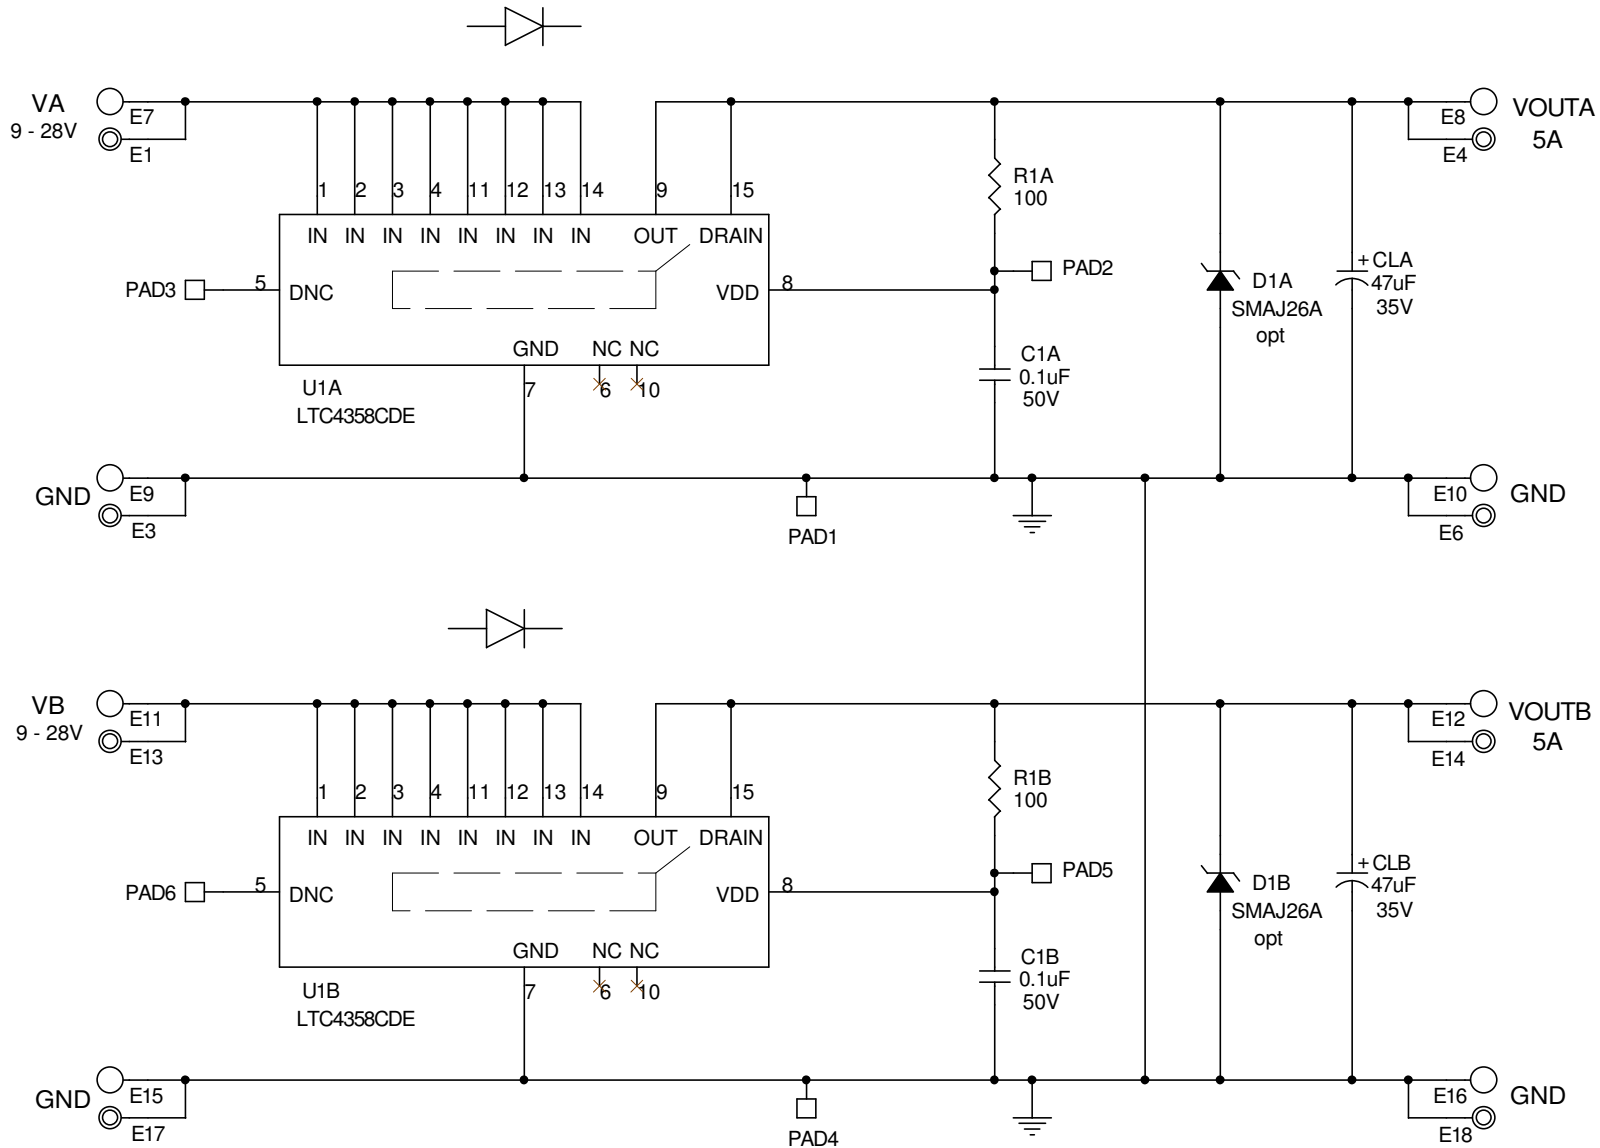 VA
9 - 28V
E7
E1
1 2 3 4 11 12 13 14 9 15
IN IN IN IN IN IN IN IN OUT DRAIN
PAD3 5 DNC VDD 8
GND NC NC
7 6 10
U1A
LTC4358CDE
R1A
100
PAD2
C1A
0.1uF
50V
D1A
SMAJ26A
opt
+ CLA
47uF
35V
E8
E4
VOUTA
5A
GND
E9
E3
PAD1
E10
E6
GND
VB
9 - 28V
E11
E13
1 2 3 4 11 12 13 14 9 15
IN IN IN IN IN IN IN IN OUT DRAIN
PAD6 5 DNC VDD 8
GND NC NC
7 6 10
U1B
LTC4358CDE
R1B
100
PAD5
C1B
0.1uF
50V
D1B
SMAJ26A
opt
+ CLB
47uF
35V
E12
E14
VOUTB
5A
GND
E15
E17
PAD4
E16
E18
GND